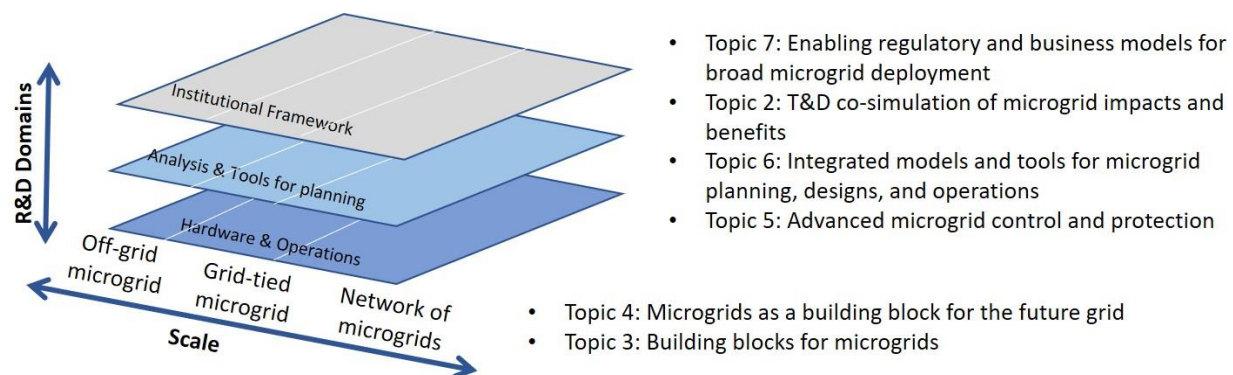 R&D Domains
Institutional Framework
Analysis & Tools for planning
Hardware & Operations
Off-grid
microgrid
Grid-tied
microgrid
Network of
microgrids
Scale
• Topic 7: Enabling regulatory and business models for
broad microgrid deployment
• Topic 2: T&D co-simulation of microgrid impacts and
benefits
• Topic 6: Integrated models and tools for microgrid
planning, designs, and operations
• Topic 5: Advanced microgrid control and protection
• Topic 4: Microgrids as a building block for the future grid
• Topic 3: Building blocks for microgrids